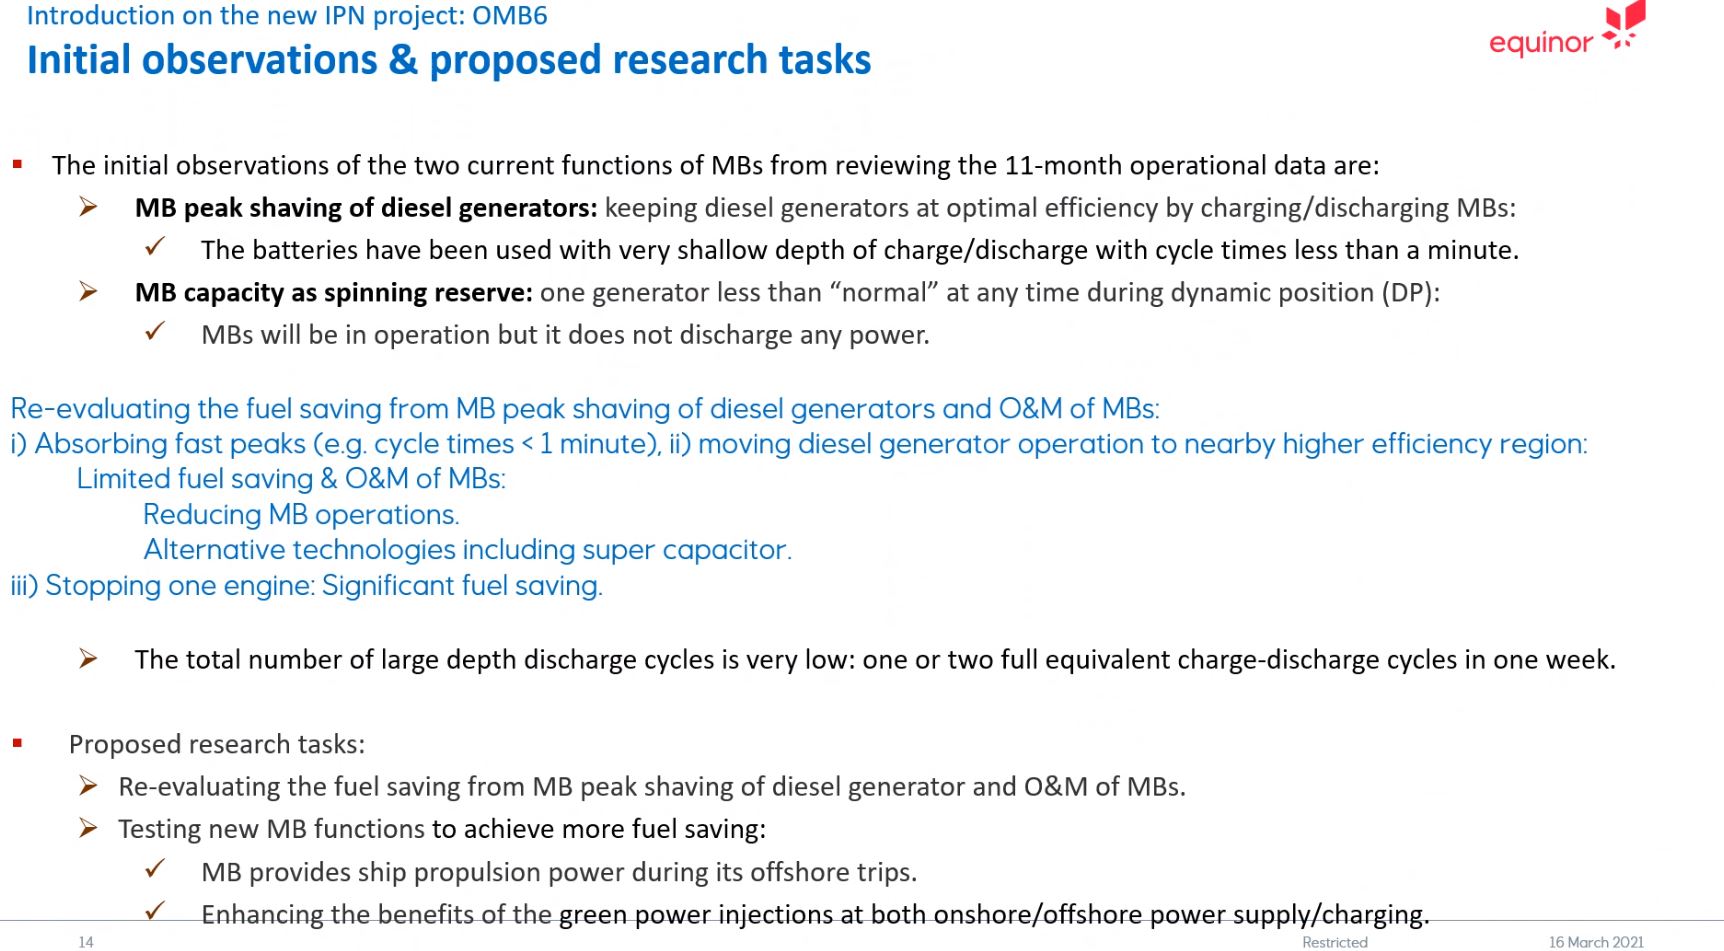 Introduction on the new IPN project: OMB6
Initial observations & proposed research tasks
equinor
The initial observations of the two current functions of MBs from reviewing the 11-month operational data are:
MB peak shaving of diesel generators: keeping diesel generators at optimal efficiency by charging/discharging MBs:
The batteries have been used with very shallow depth of charge/discharge with cycle times less than a minute.
MB capacity as spinning reserve: one generator less than “normal” at any time during dynamic position (DP):
MBs will be in operation but it does not discharge any power.
Re-evaluating the fuel saving from MB peak shaving of diesel generators and O&M of MBs:
i) Absorbing fast peaks (e.g. cycle times < 1 minute), ii) moving diesel generator operation to nearby higher efficiency region:
Limited fuel saving & O&M of MBs:
Reducing MB operations.
Alternative technologies including super capacitor.
iii) Stopping one engine: Significant fuel saving.
The total number of large depth discharge cycles is very low: one or two full equivalent charge-discharge cycles in one week.
Proposed research tasks:
Re-evaluating the fuel saving from MB peak shaving of diesel generator and O&M of MBs.
Testing new MB functions to achieve more fuel saving:
MB provides ship propulsion power during its offshore trips.
Enhancing the benefits of the green power injections at both onshore/offshore power supply/charging.
14
Restricted
16 March 2021